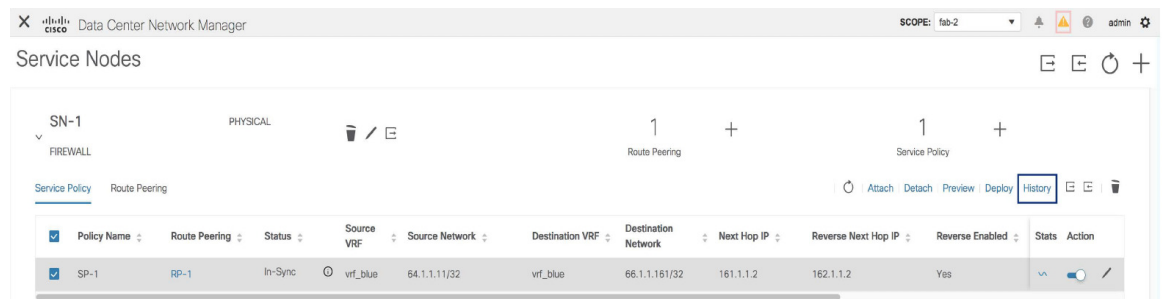 CISCO Data Center Network Manager SCOPE: fab-2 admin
Service Nodes
SN-1 PHYSICAL 1 1
FIREWALL Route Peering Service Policy
Service Policy Route Peering Attach Detach Preview Deploy History
Policy Name Route Peering Status Source VRF Source Network Destination VRF Destination Network Next Hop IP Reverse Next Hop IP Reverse Enabled Stats Action
SP-1 RP-1 In-Sync vrf_blue 64.1.1.11/32 vrf_blue 66.1.1.161/32 161.1.1.2 162.1.1.2 Yes